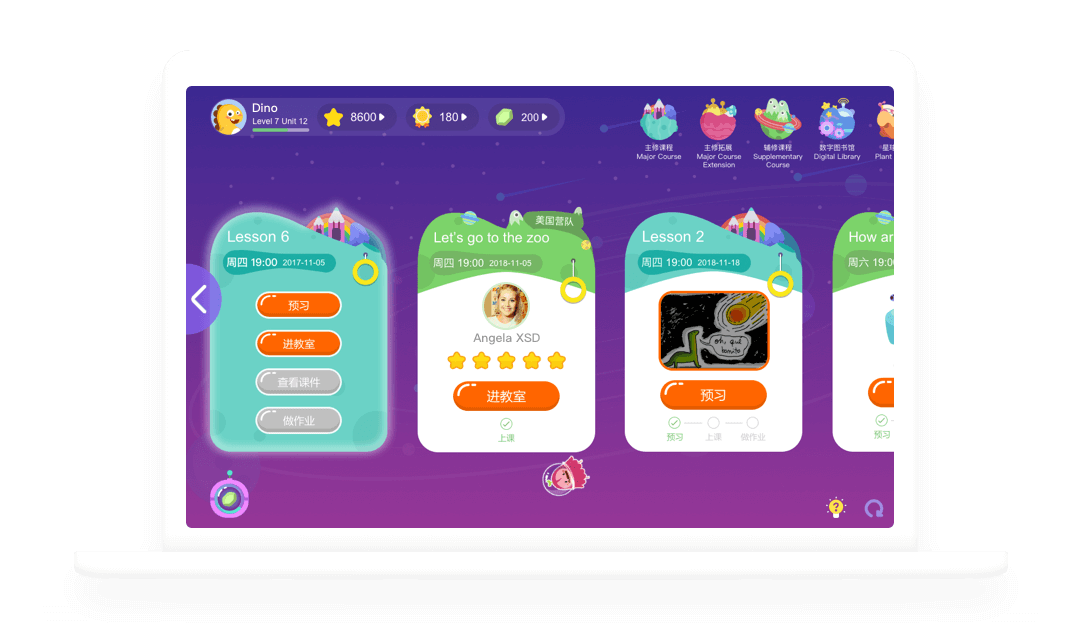 Dino
Level 7 Unit 12
8600
180
200
主修课程
Major Course
主修拓展
Major Course
Extension
辅修课程
Supplementary
Course
数字图书馆
Digital Library
星球
Plant
Lesson 6
周四 19:00 2017-11-05
预习
进教室
查看课件
做作业
美国营队
Let's go to the zoo
周四 19:00 2018-11-05
Angela XSD
进教室
上课
Lesson 2
周四 19:00 2018-11-18
oh, qué
bonito
预习
预习 上课 做作业
How ar
周六 19:00
预习
?